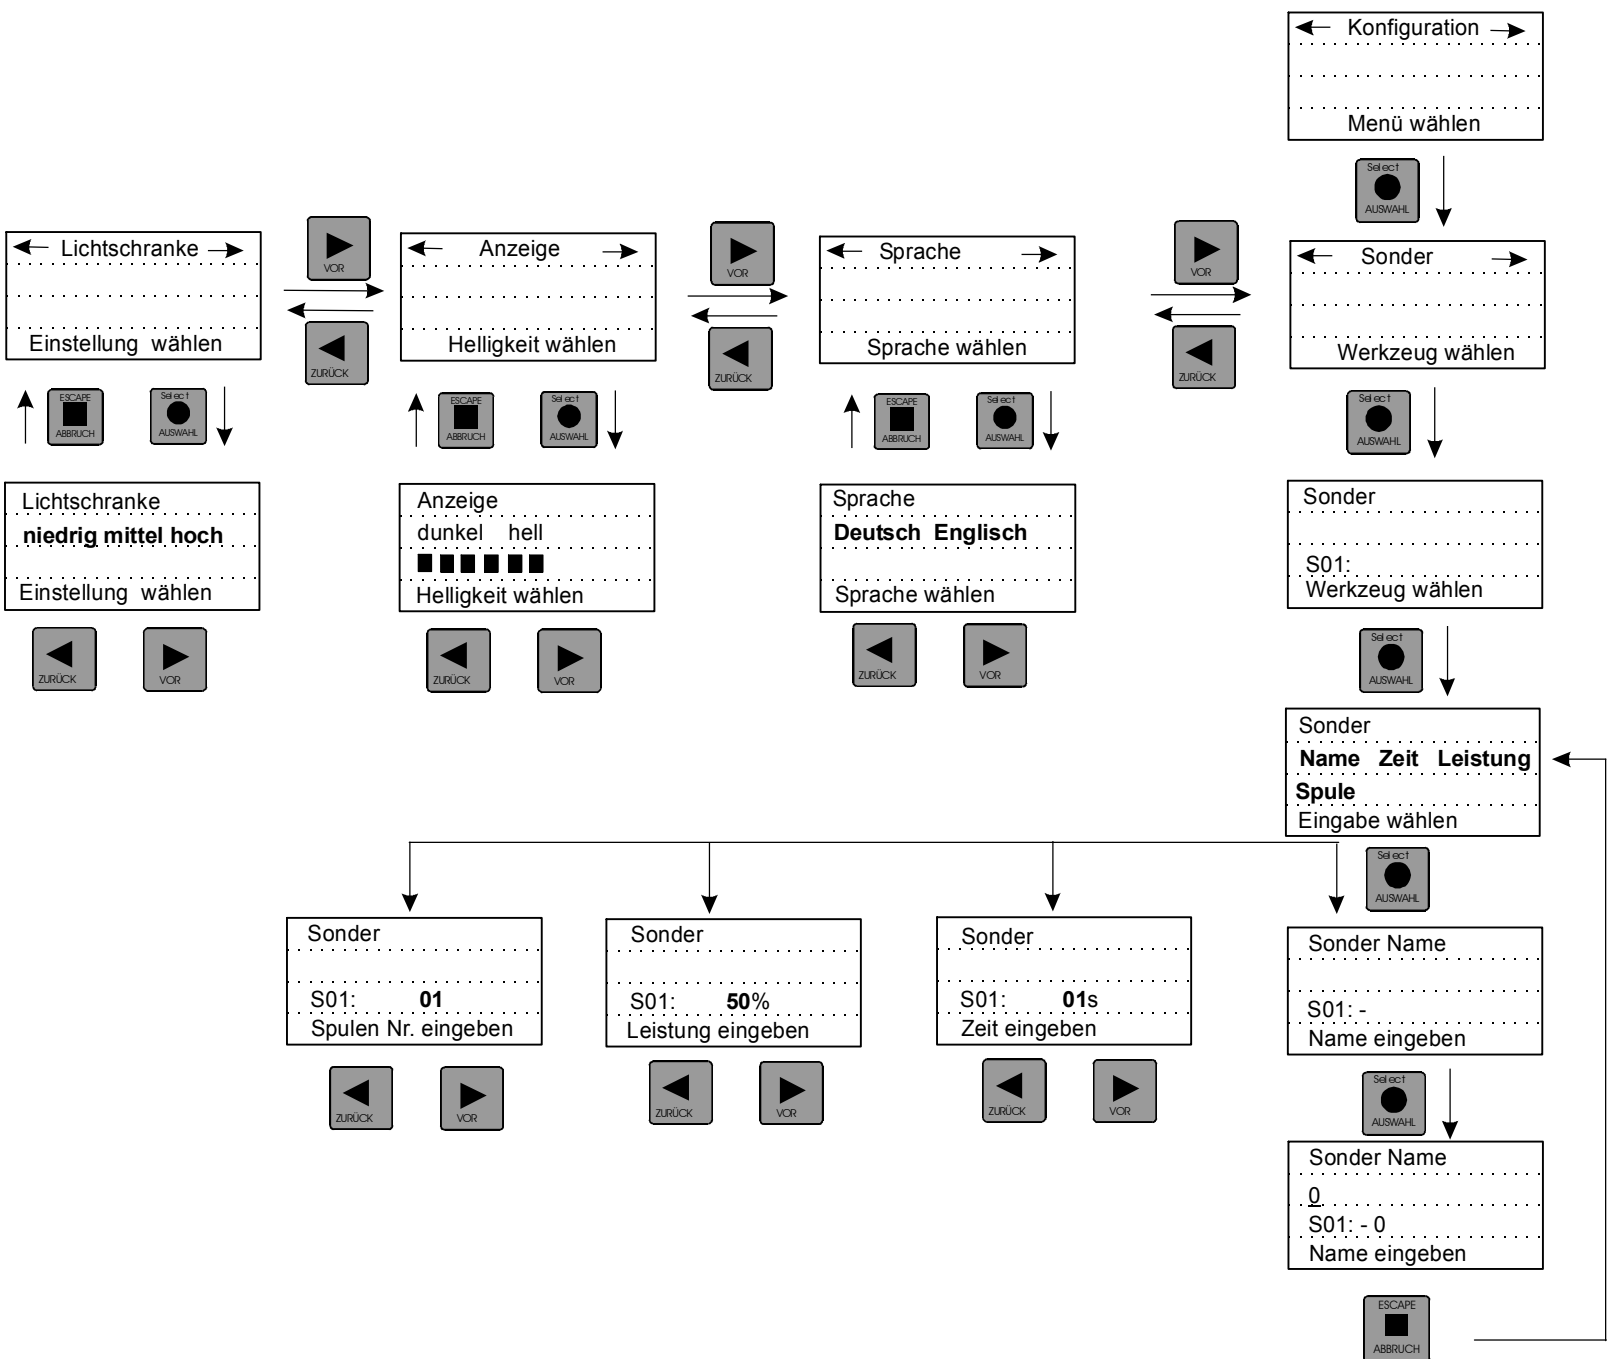 Konfiguration
Menü wählen
Select
AUSWAHL
Lichtschranke
Einstellung wählen
VOR
ZURÜCK
Anzeige
Helligkeit wählen
VOR
ZURÜCK
Sprache
Sprache wählen
VOR
ZURÜCK
Sonder
Werkzeug wählen
ESCAPE
ABBRUCH
Select
AUSWAHL
ESCAPE
ABBRUCH
Select
AUSWAHL
ESCAPE
ABBRUCH
Select
AUSWAHL
Select
AUSWAHL
Lichtschranke
niedrig mittel hoch
Einstellung wählen
ZURÜCK
VOR
Anzeige
dunkel hell
Helligkeit wählen
ZURÜCK
VOR
Sprache
Deutsch Englisch
Sprache wählen
ZURÜCK
VOR
Sonder
S01:
Werkzeug wählen
Select
AUSWAHL
Sonder
Name Zeit Leistung
Spule
Eingabe wählen
Select
AUSWAHL
Sonder
S01: 01
Spulen Nr. eingeben
ZURÜCK
VOR
Sonder
S01: 50%
Leistung eingeben
ZURÜCK
VOR
Sonder
S01: 01s
Zeit eingeben
ZURÜCK
VOR
Sonder Name
S01: -
Name eingeben
Select
AUSWAHL
Sonder Name
0
S01: - 0
Name eingeben
ESCAPE
ABBRUCH